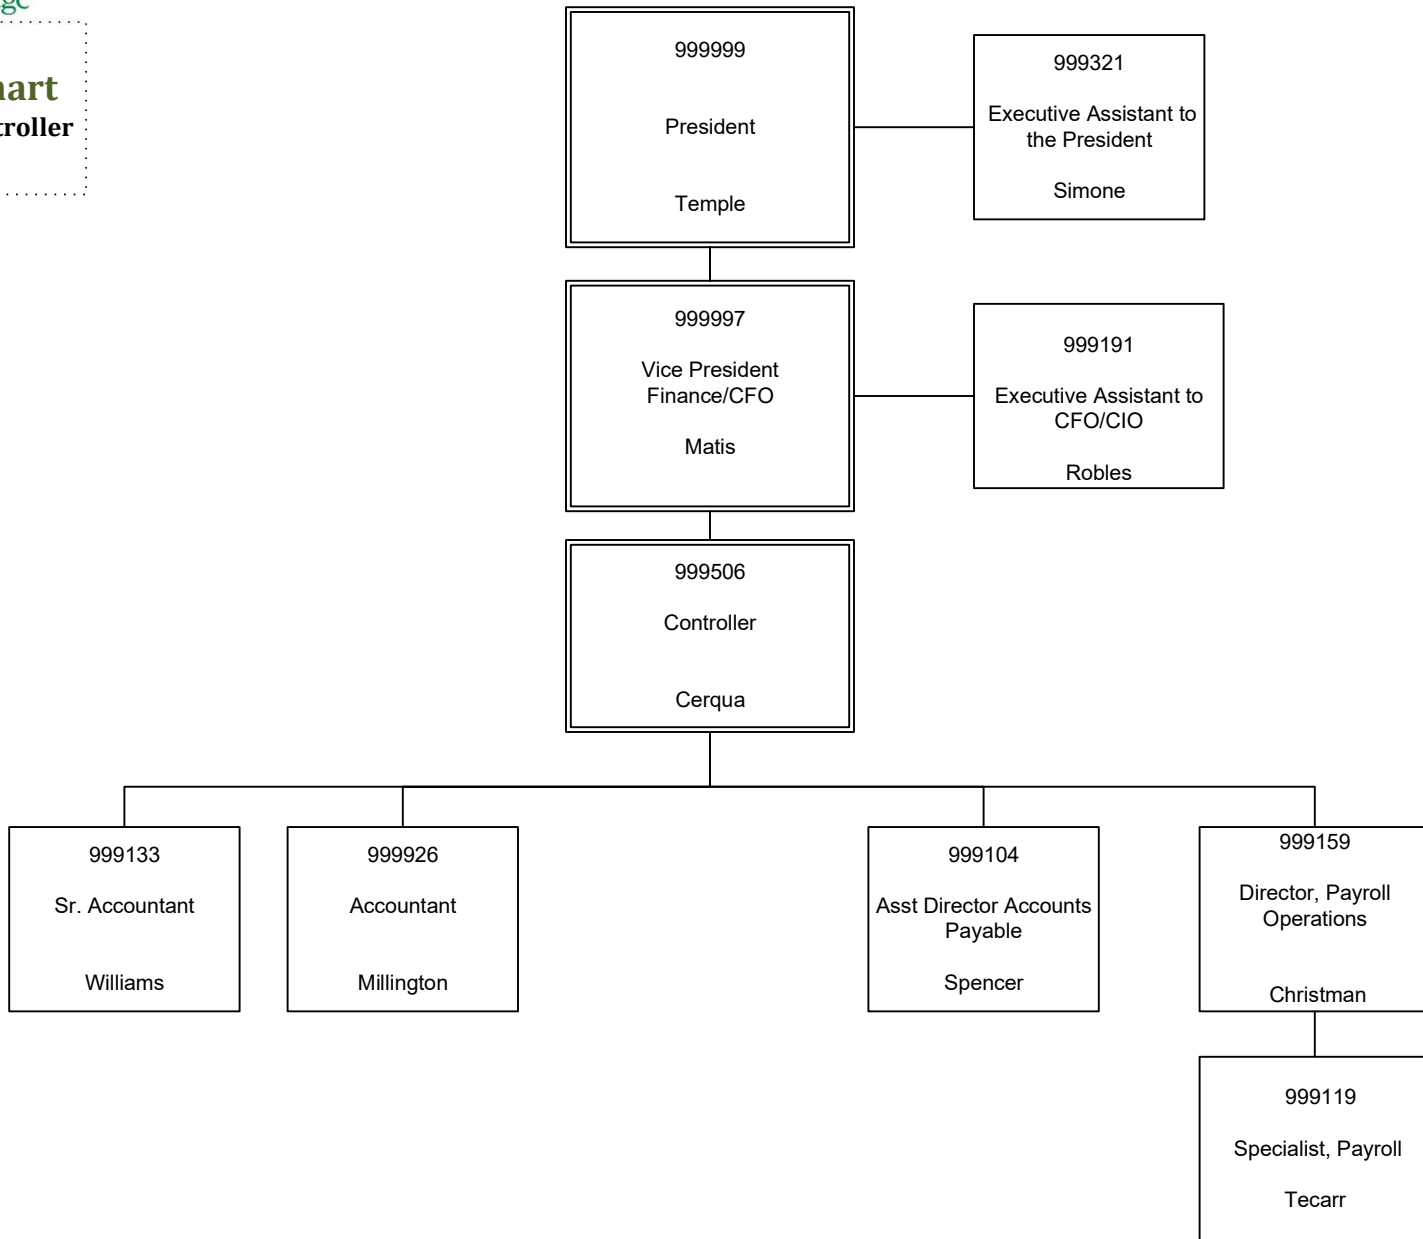 999999
President
Temple
999321
Executive Assistant to
the President
Simone
999997
Vice President
Finance/CFO
Matis
999191
Executive Assistant to
CFO/CIO
Robles
999506
Controller
Cerqua
999133
Sr. Accountant
Williams
999926
Accountant
Millington
999104
Asst Director Accounts
Payable
Spencer
999159
Director, Payroll
Operations
Christman
999119
Specialist, Payroll
Tecarr